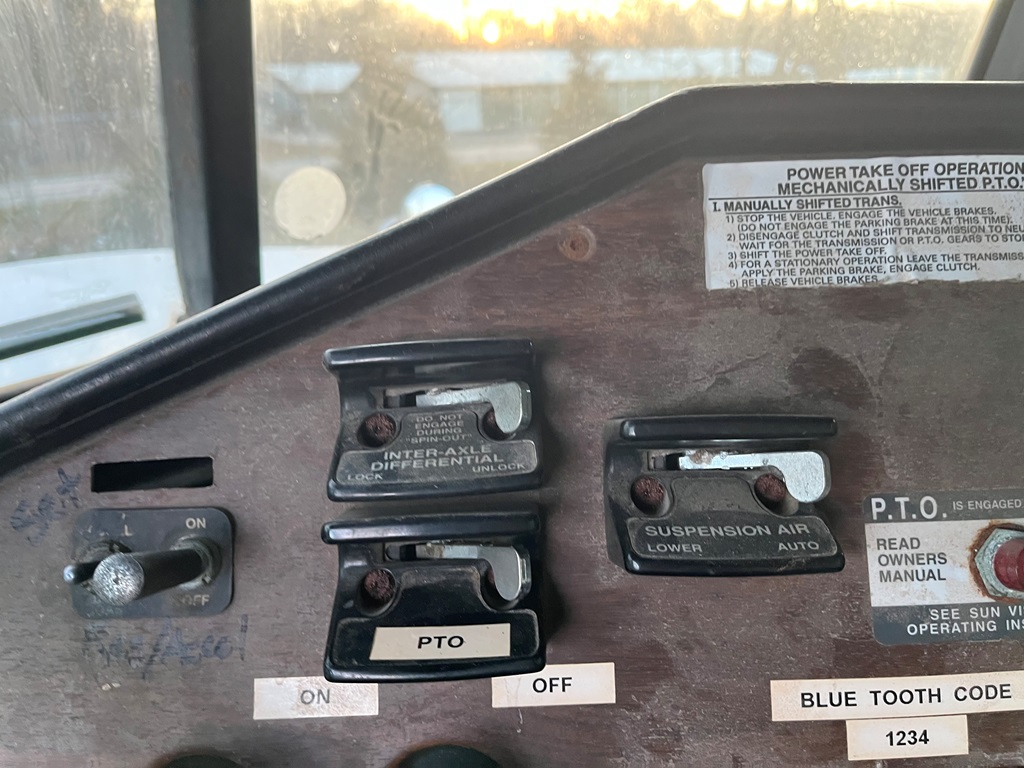 POWER TAKE OFF OPERATION
MECHANICALLY SHIFTED P.T.O.'
I. MANUALLY SHIFTED TRANS.
1) STOP THE VEHICLE, ENGAGE THE VEHICLE BRAKES.
(DO NOT ENGAGE THE PARKING BRAKE AT THIS TIME).
2) DISENGAGE CLUTCH AND SHIFT TRANSMISSION TO NEU
WAIT FOR THE TRANSMISSION OR P.T.O. GEARS TO STO
3) SHIFT THE POWER TAKE OFF.
4) FOR A STATIONARY OPERATION LEAVE THE TRANSMISS
APPLY THE PARKING BRAKE, ENGAGE CLUTCH.
5) RELEASE VEHICLE BRAKES
DO NOT
ENGAGE
DURING
"SPIN-OUT"
INTER-AXLE
DIFFERENTIAL
LOCK UNLOCK
SUSPENSION AIR
LOWER AUTO
ON
OFF
PTO
ON OFF
P.T.O. IS ENGAGED
READ
OWNERS
MANUAL
SEE SUN VI
OPERATING INS
BLUE TOOTH CODE
1234